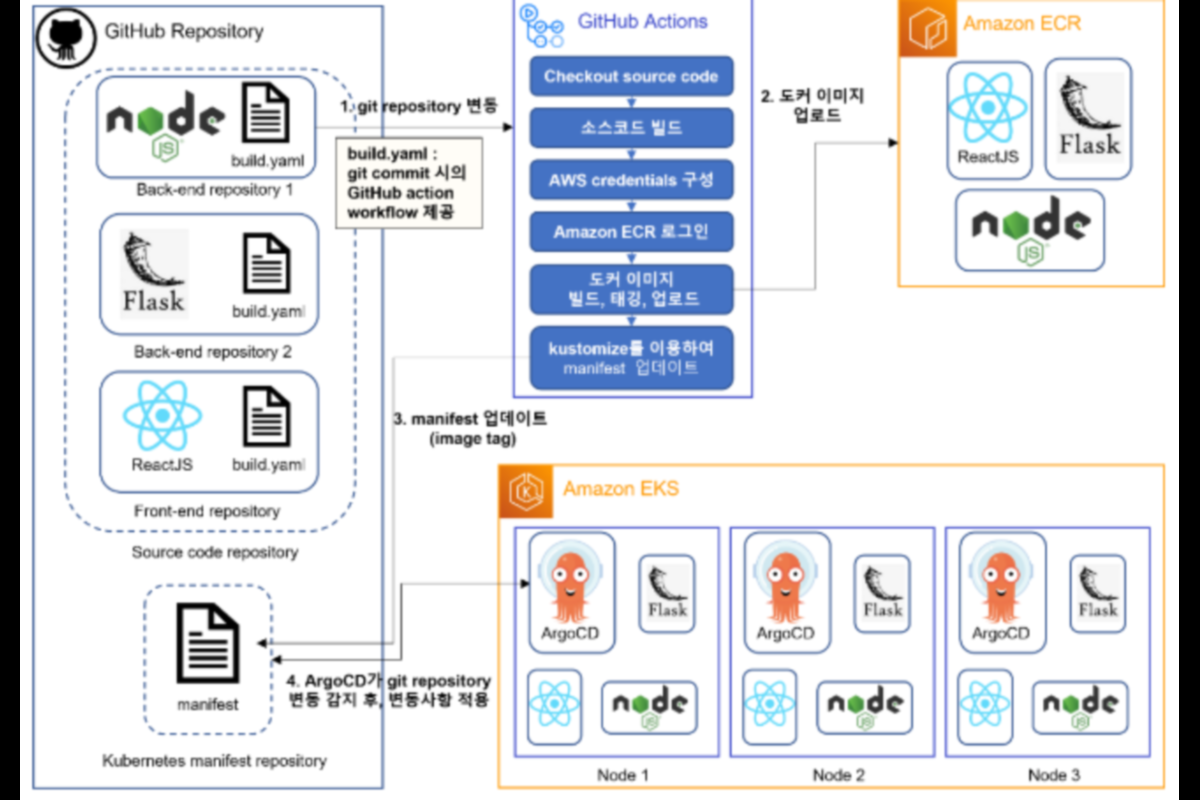 GitHub Repository
node
JS
build.yaml
Back-end repository 1
Flask
build.yaml
Back-end repository 2
ReactJS
build.yaml
Front-end repository
Source code repository
manifest
Kubernetes manifest repository
1. git repository 변동
build.yaml :
git commit 시의
GitHub action
workflow 제공
GitHub Actions
Checkout source code
소스코드 빌드
AWS credentials 구성
Amazon ECR 로그인
도커 이미지
빌드, 태깅, 업로드
kustomize를 이용하여
manifest 업데이트
2. 도커 이미지
업로드
Amazon ECR
ReactJS
Flask
node
JS
3. manifest 업데이트
(image tag)
4. ArgoCD가 git repository
변동 감지 후, 변동사항 적용
Amazon EKS
K
ArgoCD
Flask
node
JS
Node 1
ArgoCD
Flask
node
JS
Node 2
ArgoCD
Flask
node
JS
Node 3